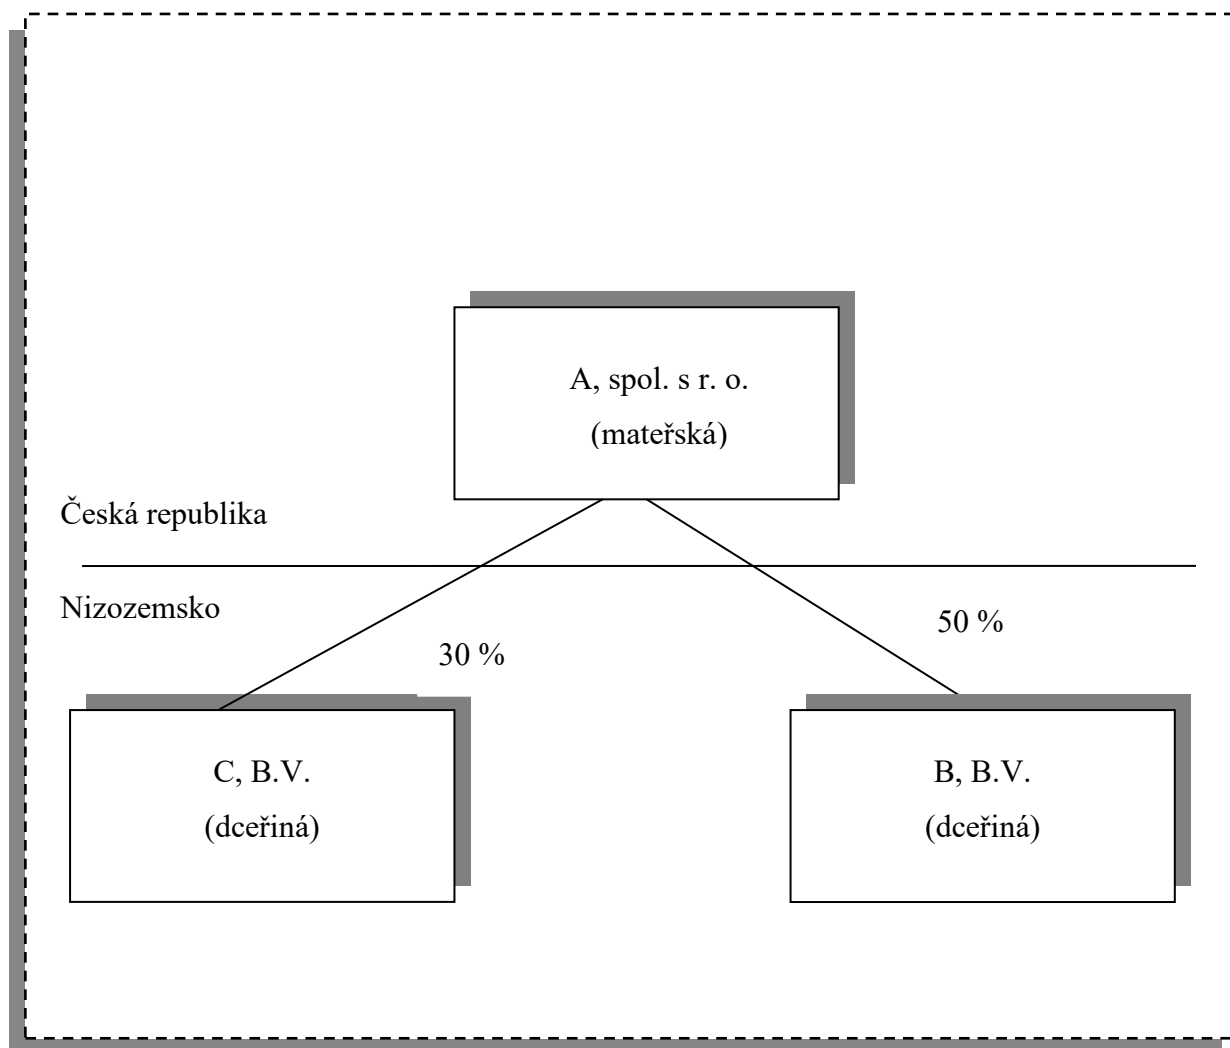 A, spol. s r. o.
(mateřská)
Česká republika
Nizozemsko
50 %
30 %
C, B.V.
(dceřiná)
B, B.V.
(dceřiná)